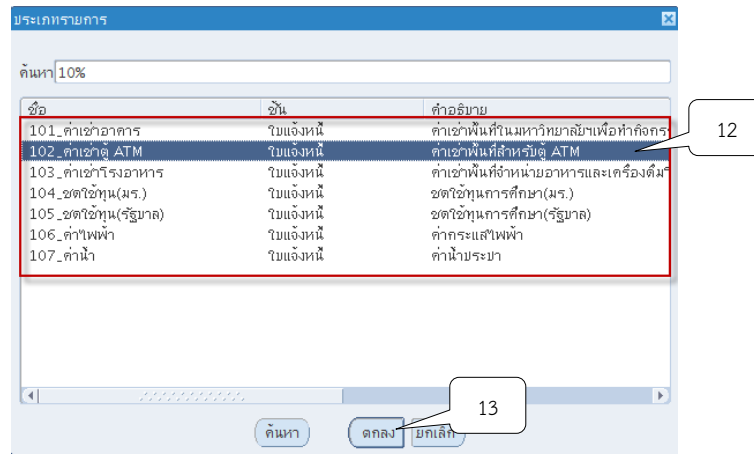 ประเภทรายการ
ค้นหา 10%
ชื่อ ชั้น คำอธิบาย
101_ค่าเช่าอาคาร ใบแจ้งหนี้ ค่าเช่าพื้นที่ในมหาวิทยาลัยฯเพื่อทำกิจกร
12
102_ค่าเช่าตู้ ATM ใบแจ้งหนี้ ค่าเช่าพื้นที่สำหรับตู้ ATM
103_ค่าเช่าโรงอาหาร ใบแจ้งหนี้ ค่าเช่าพื้นที่จำหน่ายอาหารและเครื่องดื่ม
104_ชดใช้ทุน(มร.) ใบแจ้งหนี้ ชดใช้ทุนการศึกษา(มร.)
105_ชดใช้ทุน(รัฐบาล) ใบแจ้งหนี้ ชดใช้ทุนการศึกษา(รัฐบาล)
106_ค่าไฟฟ้า ใบแจ้งหนี้ ค่ากระแสไฟฟ้า
107_ค่าน้ำ ใบแจ้งหนี้ ค่าน้ำประปา
13
ค้นหา ตกลง ยกเลิก